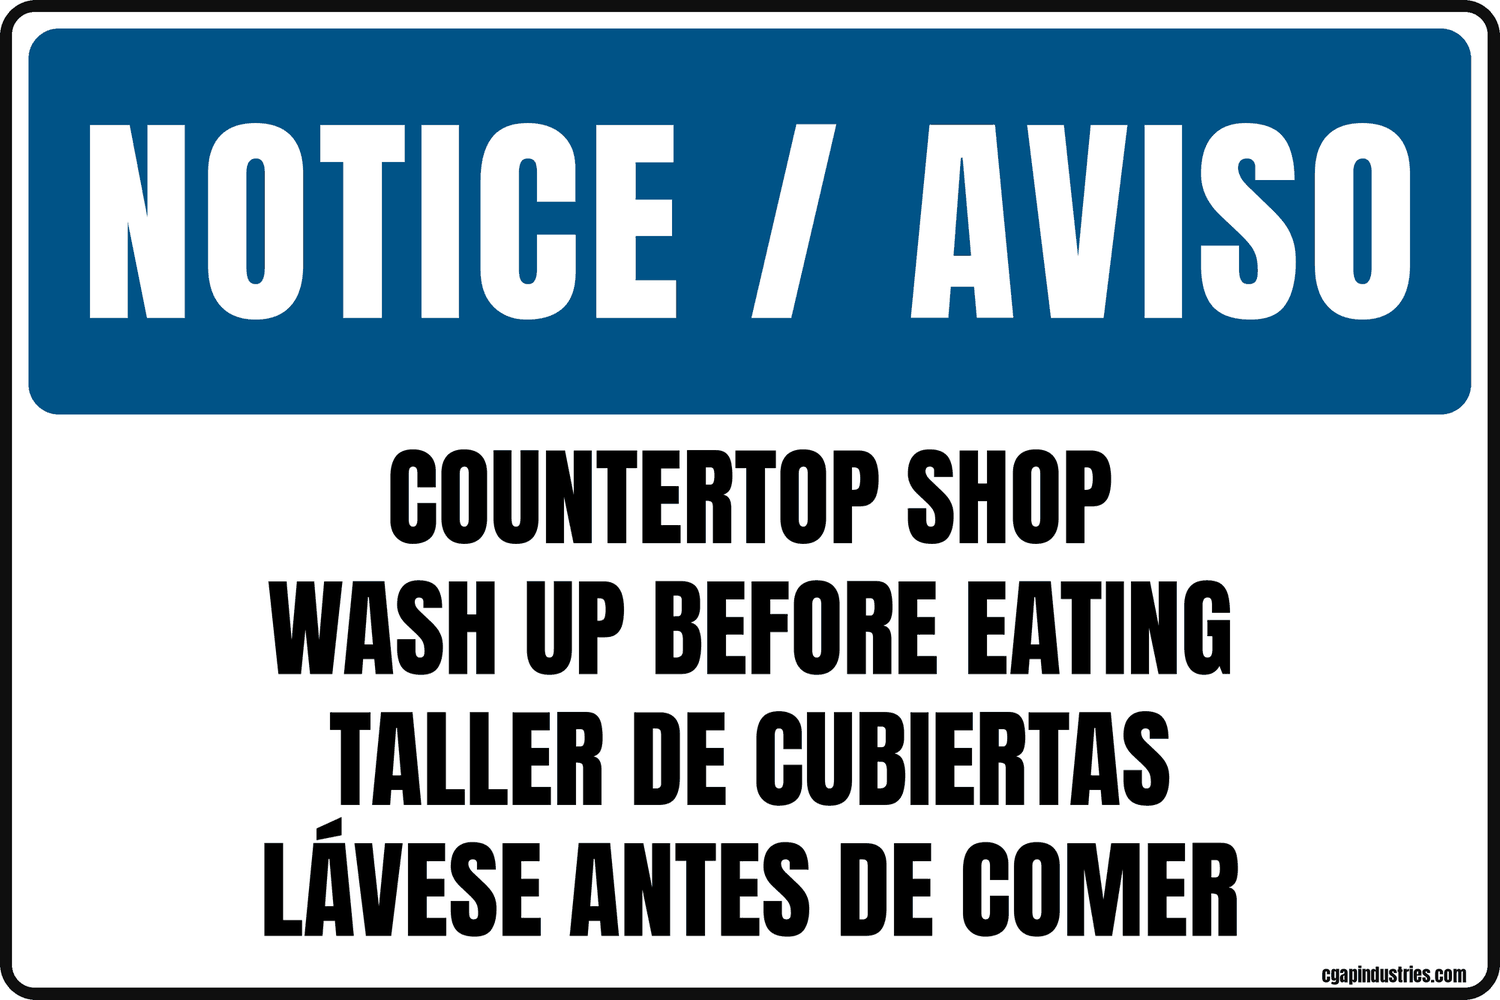 NOTICE / AVISO
COUNTERTOP SHOP
WASH UP BEFORE EATING
TALLER DE CUBIERTAS
LÁVESE ANTES DE COMER
cgapindustries.com